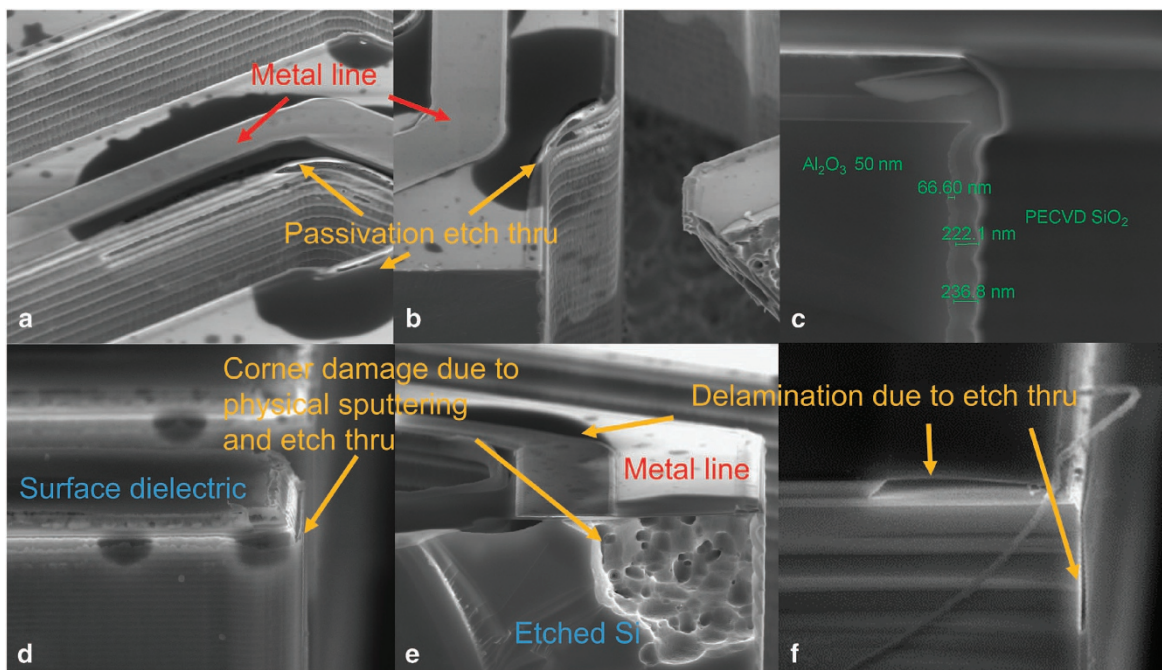 Metal line
Passivation etch thru
a
b
Al₂O₃ 50 nm
66.60 nm
PECVD SiO₂
222.1 nm
236.8 nm
c
Corner damage due to
physical sputtering
and etch thru
Surface dielectric
d
Metal line
Etched Si
e
Delamination due to etch thru
f